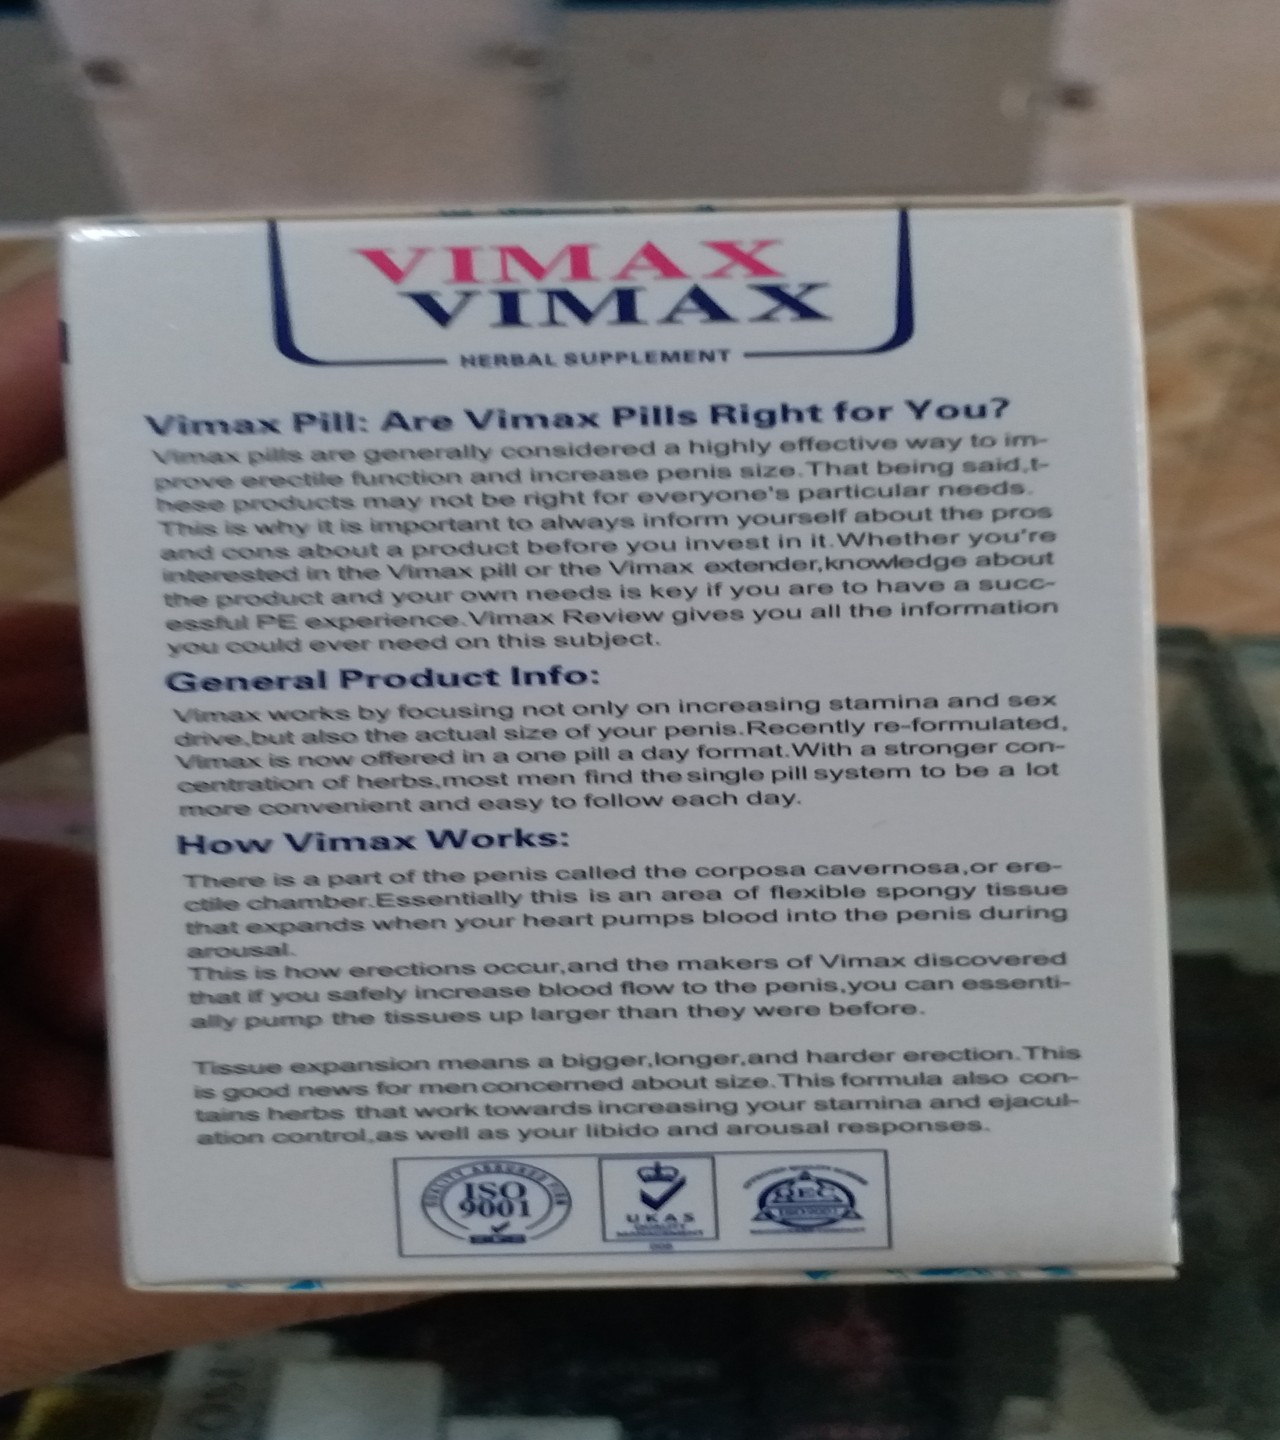 VIMAX
VIMAX
HERBAL SUPPLEMENT
Vimax Pill: Are Vimax Pills Right for You?
Vimax pills are generally considered a highly effective way to im-
prove erectile function and increase penis size.That being said,t-
hese products may not be right for everyone's particular needs.
This is why it is important to always inform yourself about the pros
and cons about a product before you invest in it.Whether you're
interested in the Vimax pill or the Vimax extender,knowledge about
the product and your own needs is key if you are to have a succ-
essful PE experience.Vimax Review gives you all the information
you could ever need on this subject.
General Product Info:
Vimax works by focusing not only on increasing stamina and sex
drive,but also the actual size of your penis.Recently re-formulated,
Vimax is now offered in a one pill a day format.With a stronger con-
centration of herbs,most men find the single pill system to be a lot
more convenient and easy to follow each day.
How Vimax Works:
There is a part of the penis called the corposa cavernosa,or ere-
ctile chamber.Essentially this is an area of flexible spongy tissue
that expands when your heart pumps blood into the penis during
arousal.
This is how erections occur,and the makers of Vimax discovered
that if you safely increase blood flow to the penis,you can essenti-
ally pump the tissues up larger than they were before.
Tissue expansion means a bigger,longer,and harder erection.This
is good news for men concerned about size.This formula also con-
tains herbs that work towards increasing your stamina and ejacul-
ation control,as well as your libido and arousal responses.
QUALITY ASSURED FIRM
ISO
9001
UKAS
QUALITY
MANAGEMENT
QEC